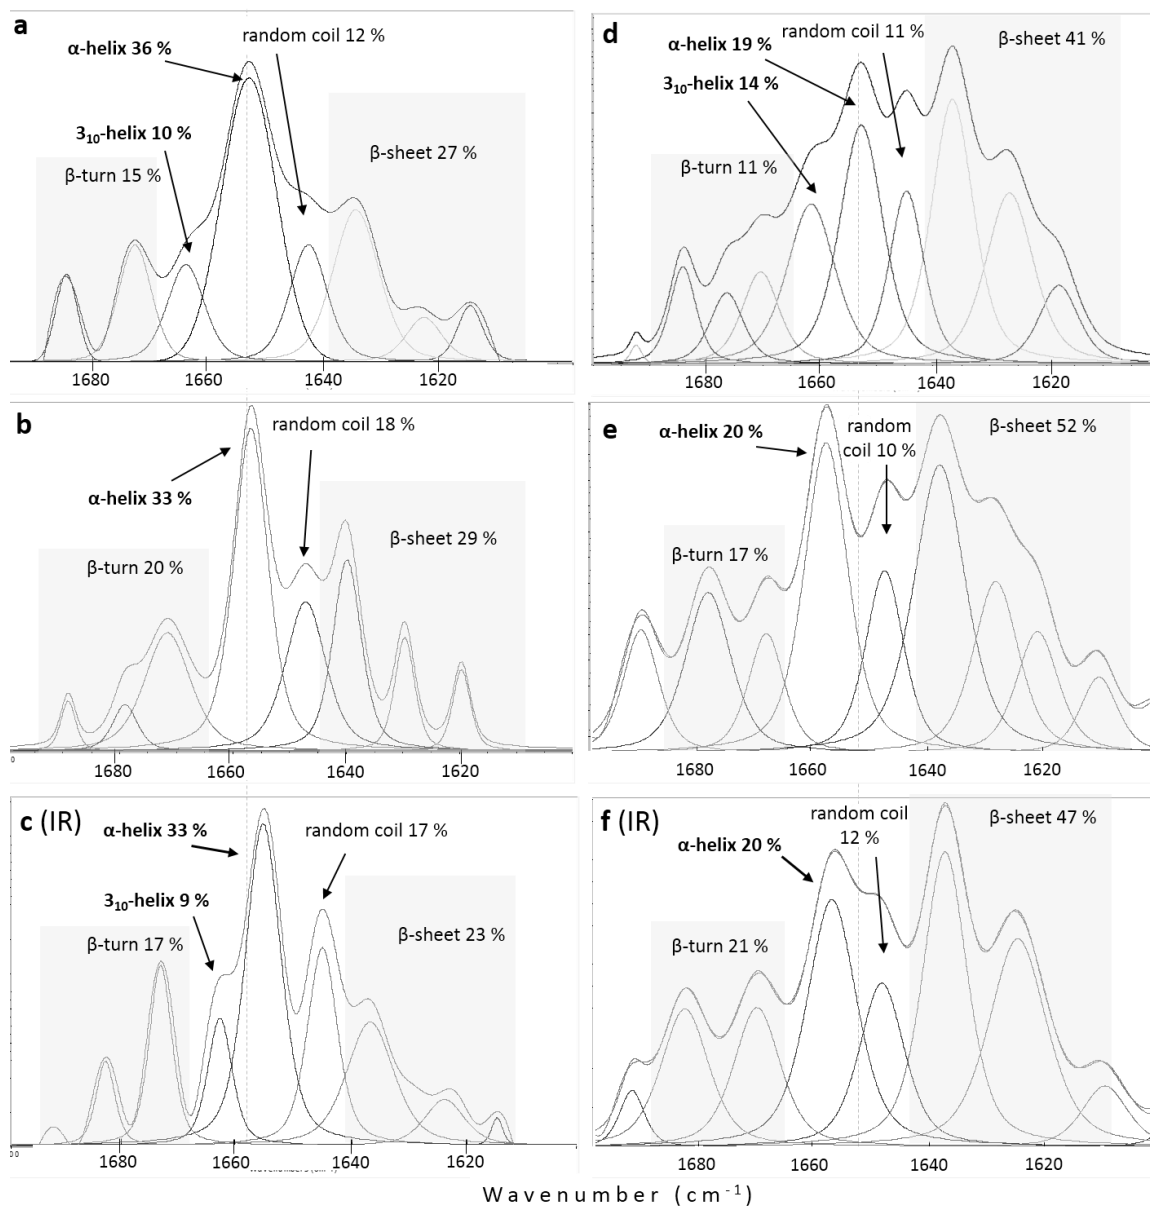 a
α-helix 36 %
random coil 12 %
3₁₀-helix 10 %
β-turn 15 %
β-sheet 27 %
1680 1660 1640 1620
d
α-helix 19 %
random coil 11 %
β-sheet 41 %
3₁₀-helix 14 %
β-turn 11 %
1680 1660 1640 1620
b
random coil 18 %
α-helix 33 %
β-turn 20 %
β-sheet 29 %
1680 1660 1640 1620
e
α-helix 20 %
random
coil 10 %
β-sheet 52 %
β-turn 17 %
1680 1660 1640 1620
c (IR)
α-helix 33 %
random coil 17 %
3₁₀-helix 9 %
β-turn 17 %
β-sheet 23 %
1680 1660 1640 1620
f (IR)
random coil
12 %
β-sheet 47 %
α-helix 20 %
β-turn 21 %
1680 1660 1640 1620
Wavenumber (cm⁻¹)